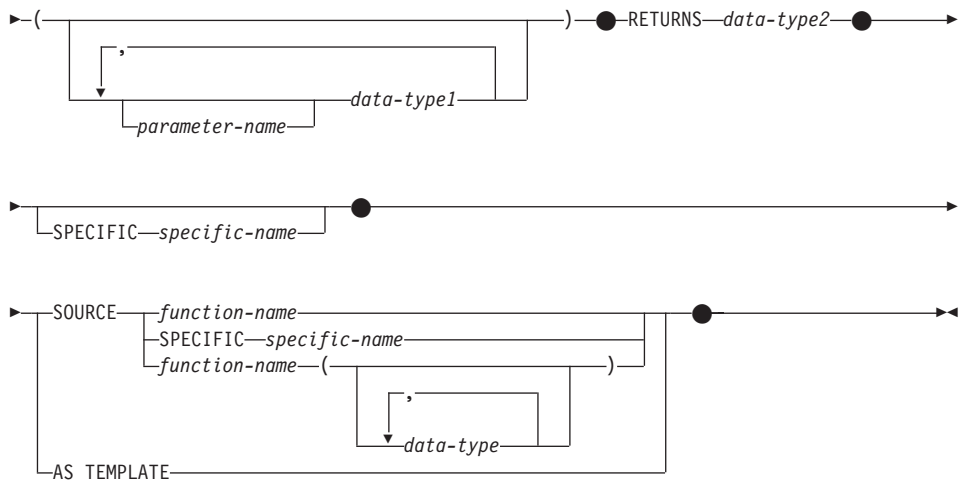 ( ) RETURNS data-type2
,
data-type1
parameter-name
SPECIFIC specific-name
SOURCE function-name
SPECIFIC specific-name
function-name ( )
,
data-type
AS TEMPLATE